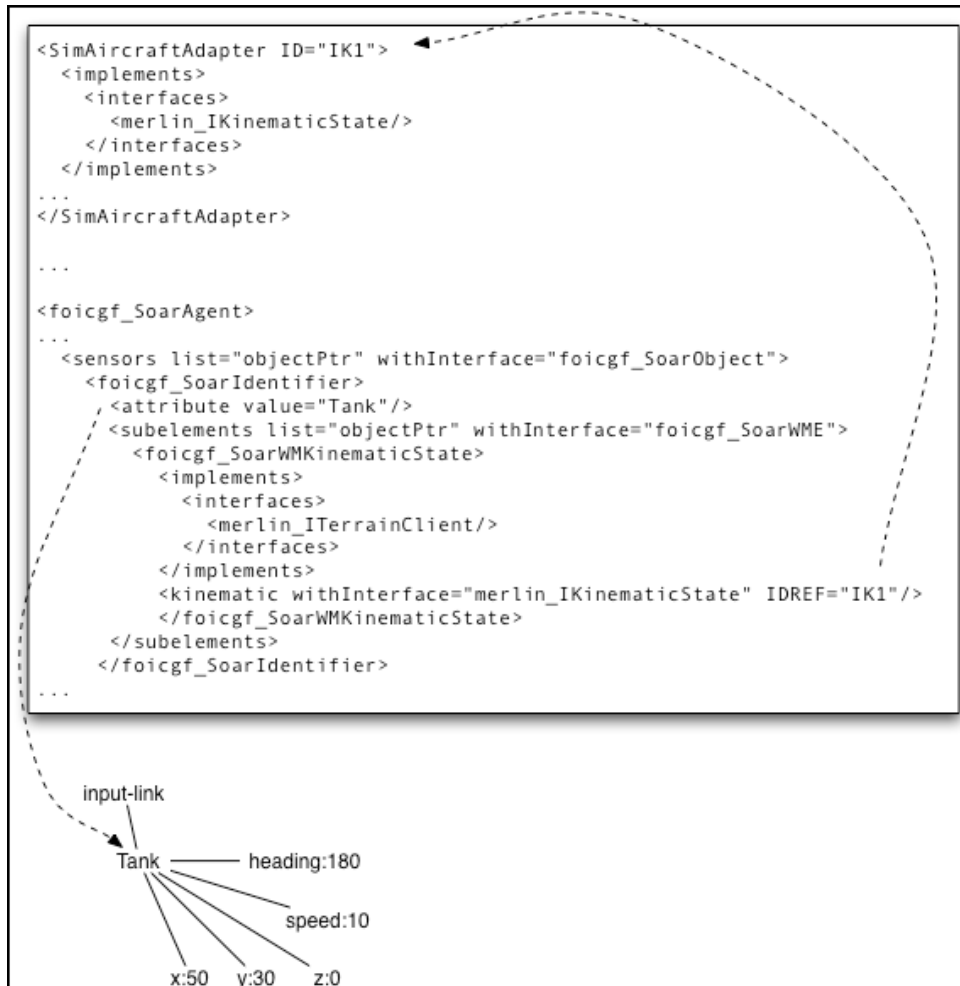 <SimAircraftAdapter ID="IK1">
<implements>
<interfaces>
<merlin_IKinematicState/>
</interfaces>
</implements>
...
</SimAircraftAdapter>
...
<foicgf_SoarAgent>
...
<sensors list="objectPtr" withInterface="foicgf_SoarObject">
<foicgf_SoarIdentifier>
<attribute value="Tank"/>
<subelements list="objectPtr" withInterface="foicgf_SoarWME">
<foicgf_SoarWMKinematicState>
<implements>
<interfaces>
<merlin_ITerrainClient/>
</interfaces>
</implements>
<kinematic withInterface="merlin_IKinematicState" IDREF="IK1"/>
</foicgf_SoarWMKinematicState>
</subelements>
</foicgf_SoarIdentifier>
...
input-link
Tank heading:180
speed:10
x:50 y:30 z:0